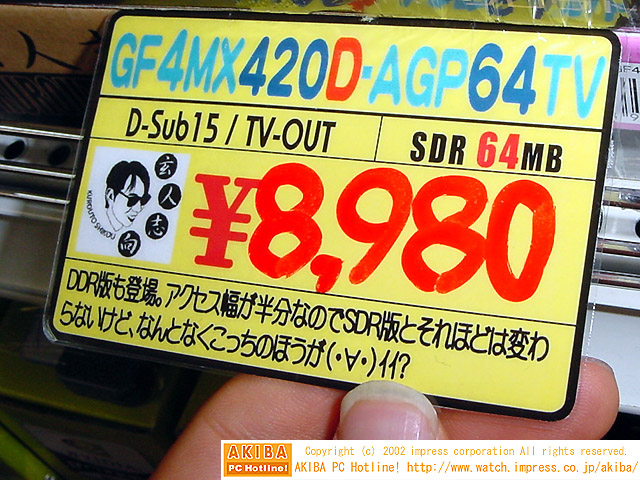 GF4MX420D-AGP64TV
D-Sub15 / TV-OUT
SDR 64MB
玄人志向
KUROUTO SHIKOU
¥8,980
DDR版も登場。アクセス幅が半分なのでSDR版とそれほどは変わ
らないけど、なんとなくこっちのほうが(・∀・)イイ?
AKIBA
PC Hotline!
Copyright (c) 2002 impress corporation All rights reserved.
AKIBA PC Hotline! http://www.watch.impress.co.jp/akiba/